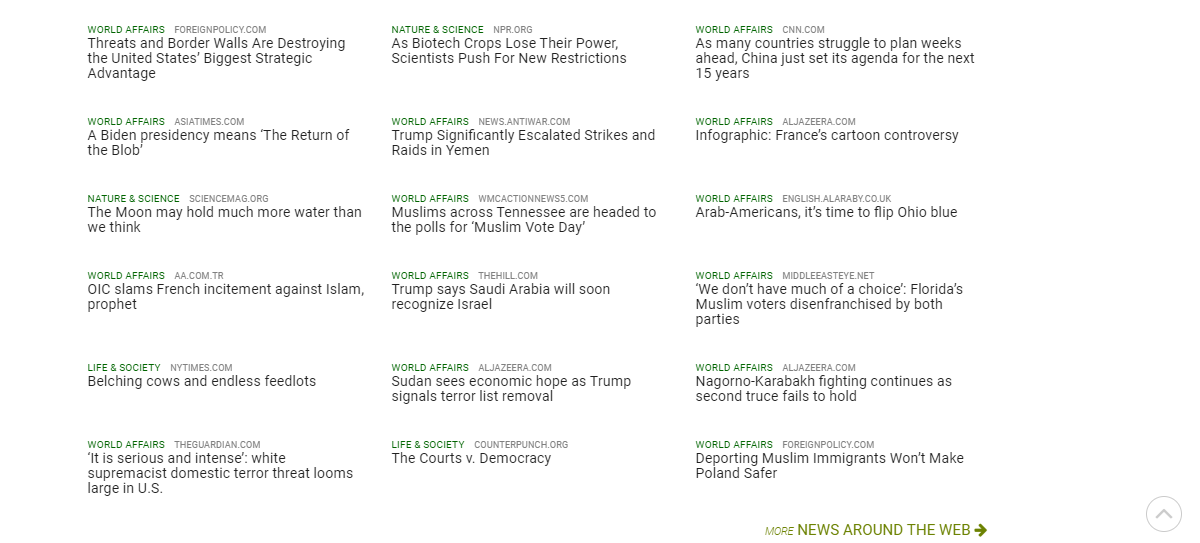 WORLD AFFAIRS FOREIGNPOLICY.COM
Threats and Border Walls Are Destroying
the United States’ Biggest Strategic
Advantage
NATURE & SCIENCE NPR.ORG
As Biotech Crops Lose Their Power,
Scientists Push For New Restrictions
WORLD AFFAIRS CNN.COM
As many countries struggle to plan weeks
ahead, China just set its agenda for the next
15 years
WORLD AFFAIRS ASIATIMES.COM
A Biden presidency means ‘The Return of
the Blob’
WORLD AFFAIRS NEWS.ANTIWAR.COM
Trump Significantly Escalated Strikes and
Raids in Yemen
WORLD AFFAIRS ALJAZEERA.COM
Infographic: France’s cartoon controversy
NATURE & SCIENCE SCIENCEMAG.ORG
The Moon may hold much more water than
we think
WORLD AFFAIRS WMCACTIONNEWS5.COM
Muslims across Tennessee are headed to
the polls for ‘Muslim Vote Day’
WORLD AFFAIRS ENGLISH.ALARABY.CO.UK
Arab-Americans, it’s time to flip Ohio blue
WORLD AFFAIRS AA.COM.TR
OIC slams French incitement against Islam,
prophet
WORLD AFFAIRS THEHILL.COM
Trump says Saudi Arabia will soon
recognize Israel
WORLD AFFAIRS MIDDLEEASTEYE.NET
‘We don’t have much of a choice’: Florida’s
Muslim voters disenfranchised by both
parties
LIFE & SOCIETY NYTIMES.COM
Belching cows and endless feedlots
WORLD AFFAIRS ALJAZEERA.COM
Sudan sees economic hope as Trump
signals terror list removal
WORLD AFFAIRS ALJAZEERA.COM
Nagorno-Karabakh fighting continues as
second truce fails to hold
WORLD AFFAIRS THEGUARDIAN.COM
‘It is serious and intense’: white
supremacist domestic terror threat looms
large in U.S.
LIFE & SOCIETY COUNTERPUNCH.ORG
The Courts v. Democracy
WORLD AFFAIRS FOREIGNPOLICY.COM
Deporting Muslim Immigrants Won’t Make
Poland Safer
MORE NEWS AROUND THE WEB